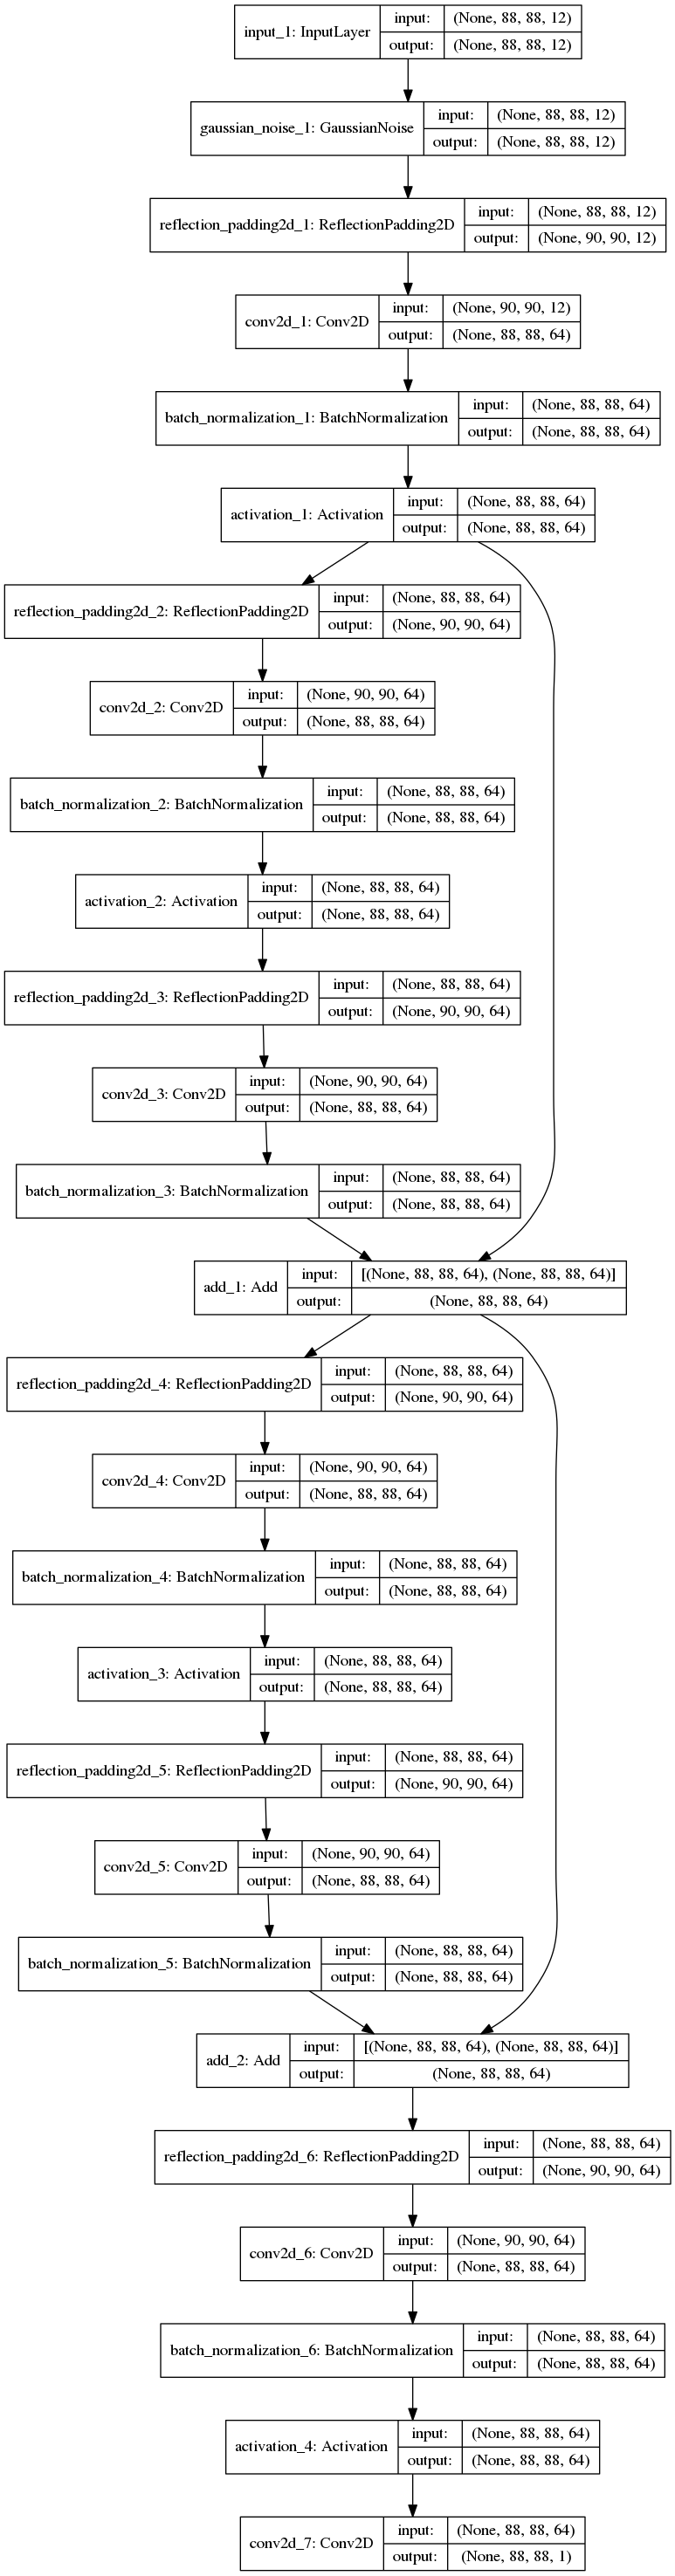 input_1: InputLayer
input:
(None, 88, 88, 12)
output:
(None, 88, 88, 12)
gaussian_noise_1: GaussianNoise
input:
(None, 88, 88, 12)
output:
(None, 88, 88, 12)
reflection_padding2d_1: ReflectionPadding2D
input:
(None, 88, 88, 12)
output:
(None, 90, 90, 12)
conv2d_1: Conv2D
input:
(None, 90, 90, 12)
output:
(None, 88, 88, 64)
batch_normalization_1: BatchNormalization
input:
(None, 88, 88, 64)
output:
(None, 88, 88, 64)
activation_1: Activation
input:
(None, 88, 88, 64)
output:
(None, 88, 88, 64)
reflection_padding2d_2: ReflectionPadding2D
input:
(None, 88, 88, 64)
output:
(None, 90, 90, 64)
conv2d_2: Conv2D
input:
(None, 90, 90, 64)
output:
(None, 88, 88, 64)
batch_normalization_2: BatchNormalization
input:
(None, 88, 88, 64)
output:
(None, 88, 88, 64)
activation_2: Activation
input:
(None, 88, 88, 64)
output:
(None, 88, 88, 64)
reflection_padding2d_3: ReflectionPadding2D
input:
(None, 88, 88, 64)
output:
(None, 90, 90, 64)
conv2d_3: Conv2D
input:
(None, 90, 90, 64)
output:
(None, 88, 88, 64)
batch_normalization_3: BatchNormalization
input:
(None, 88, 88, 64)
output:
(None, 88, 88, 64)
add_1: Add
input:
[(None, 88, 88, 64), (None, 88, 88, 64)]
output:
(None, 88, 88, 64)
reflection_padding2d_4: ReflectionPadding2D
input:
(None, 88, 88, 64)
output:
(None, 90, 90, 64)
conv2d_4: Conv2D
input:
(None, 90, 90, 64)
output:
(None, 88, 88, 64)
batch_normalization_4: BatchNormalization
input:
(None, 88, 88, 64)
output:
(None, 88, 88, 64)
activation_3: Activation
input:
(None, 88, 88, 64)
output:
(None, 88, 88, 64)
reflection_padding2d_5: ReflectionPadding2D
input:
(None, 88, 88, 64)
output:
(None, 90, 90, 64)
conv2d_5: Conv2D
input:
(None, 90, 90, 64)
output:
(None, 88, 88, 64)
batch_normalization_5: BatchNormalization
input:
(None, 88, 88, 64)
output:
(None, 88, 88, 64)
add_2: Add
input:
[(None, 88, 88, 64), (None, 88, 88, 64)]
output:
(None, 88, 88, 64)
reflection_padding2d_6: ReflectionPadding2D
input:
(None, 88, 88, 64)
output:
(None, 90, 90, 64)
conv2d_6: Conv2D
input:
(None, 90, 90, 64)
output:
(None, 88, 88, 64)
batch_normalization_6: BatchNormalization
input:
(None, 88, 88, 64)
output:
(None, 88, 88, 64)
activation_4: Activation
input:
(None, 88, 88, 64)
output:
(None, 88, 88, 64)
conv2d_7: Conv2D
input:
(None, 88, 88, 64)
output:
(None, 88, 88, 1)